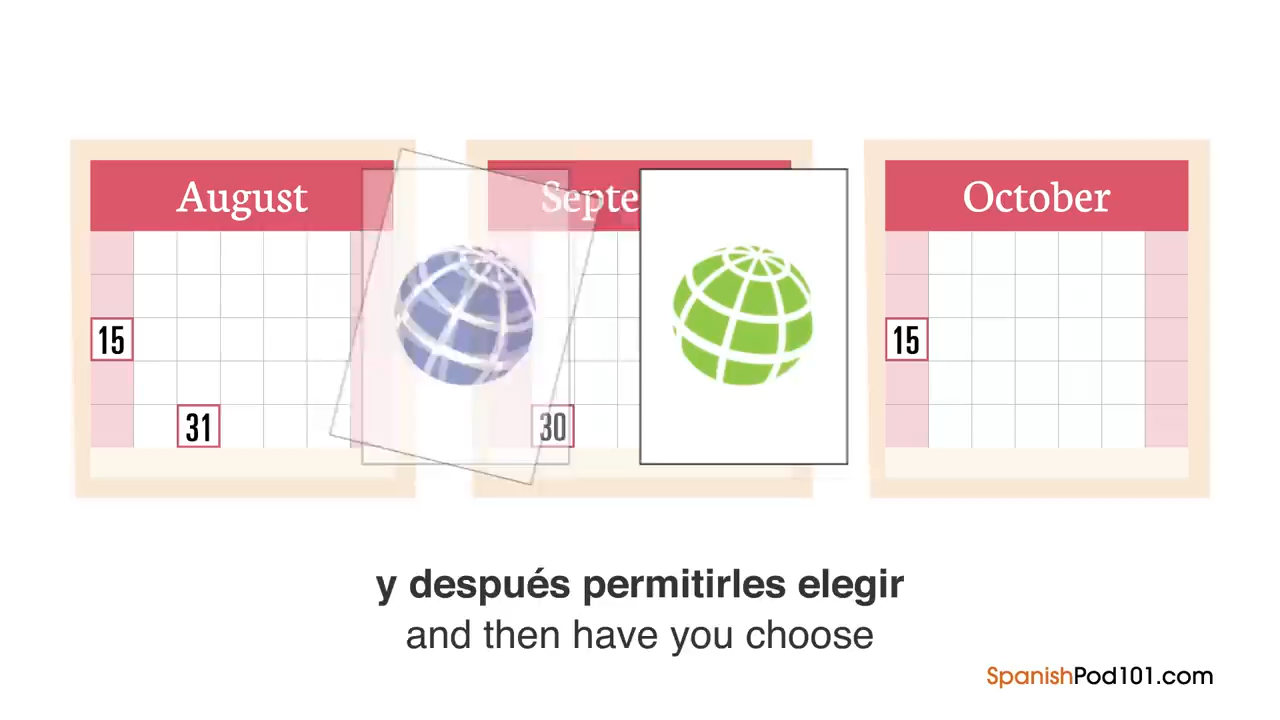 August
Septe
October
15
15
31
30
y después permitirles elegir
and then have you choose
SpanishPod101.com